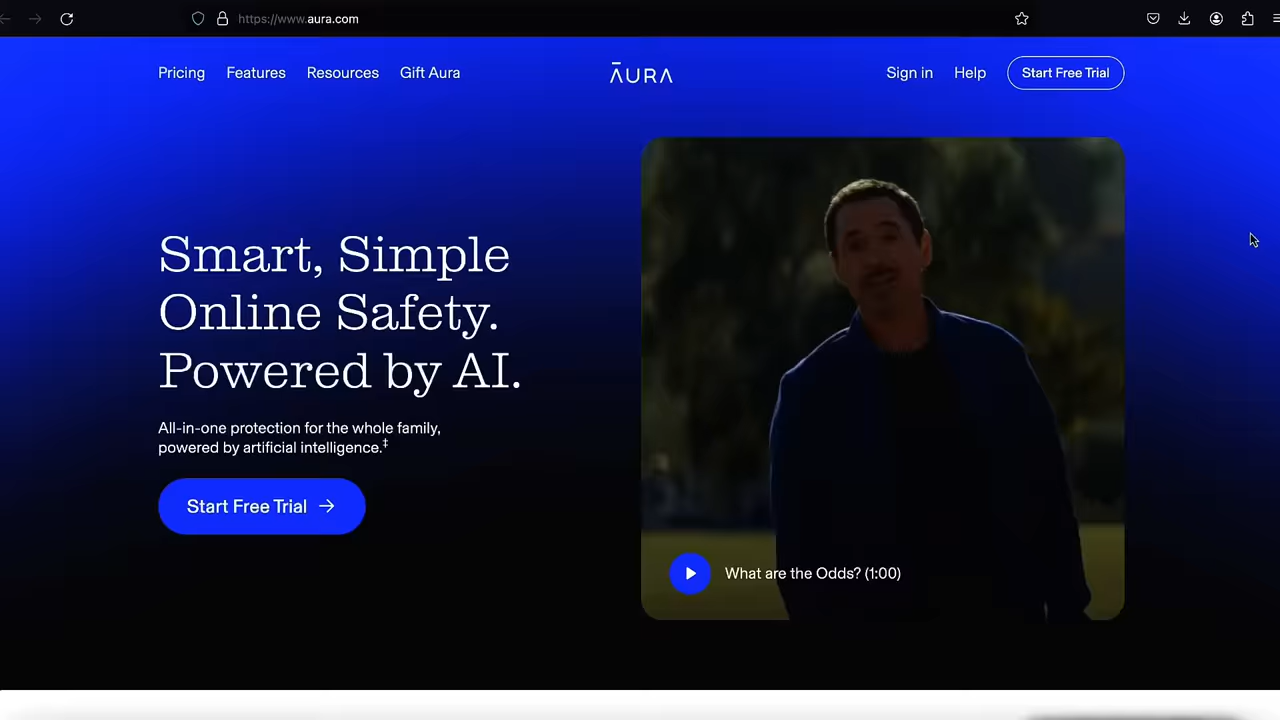 https://www.aura.com
Pricing Features Resources Gift Aura
ĀURA
Sign in Help Start Free Trial
Smart, Simple
Online Safety.
Powered by AI.
All-in-one protection for the whole family,
powered by artificial intelligence.‡
Start Free Trial →
What are the Odds? (1:00)